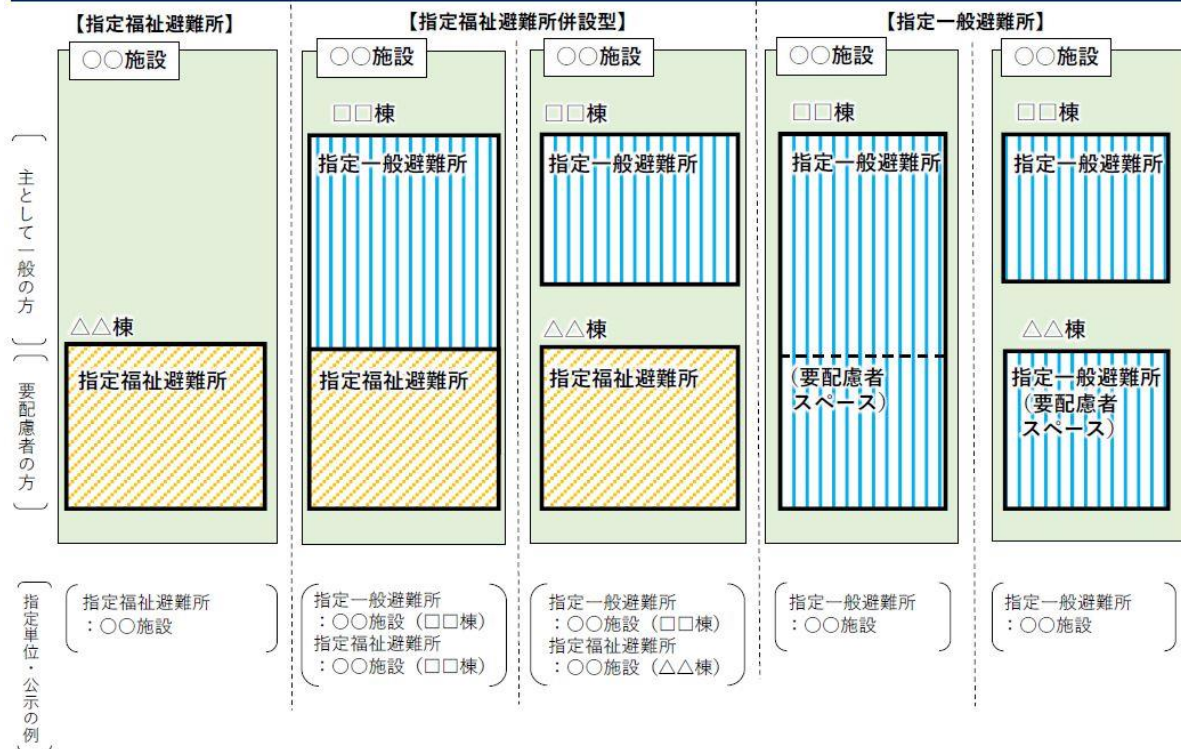 【指定福祉避難所】
【指定福祉避難所併設型】
【指定一般避難所】
○○施設
○○施設
○○施設
○○施設
○○施設
主として一般の方
要配慮者の方
△△棟
指定福祉避難所
□□棟
指定一般避難所
指定福祉避難所
□□棟
指定一般避難所
△△棟
指定福祉避難所
□□棟
指定一般避難所
(要配慮者
スペース)
□□棟
指定一般避難所
△△棟
指定一般避難所
(要配慮者
スペース)
指定単位・公示の例
指定福祉避難所
：○○施設
指定一般避難所
：○○施設（□□棟）
指定福祉避難所
：○○施設（□□棟）
指定一般避難所
：○○施設（□□棟）
指定福祉避難所
：○○施設（△△棟）
指定一般避難所
：○○施設
指定一般避難所
：○○施設